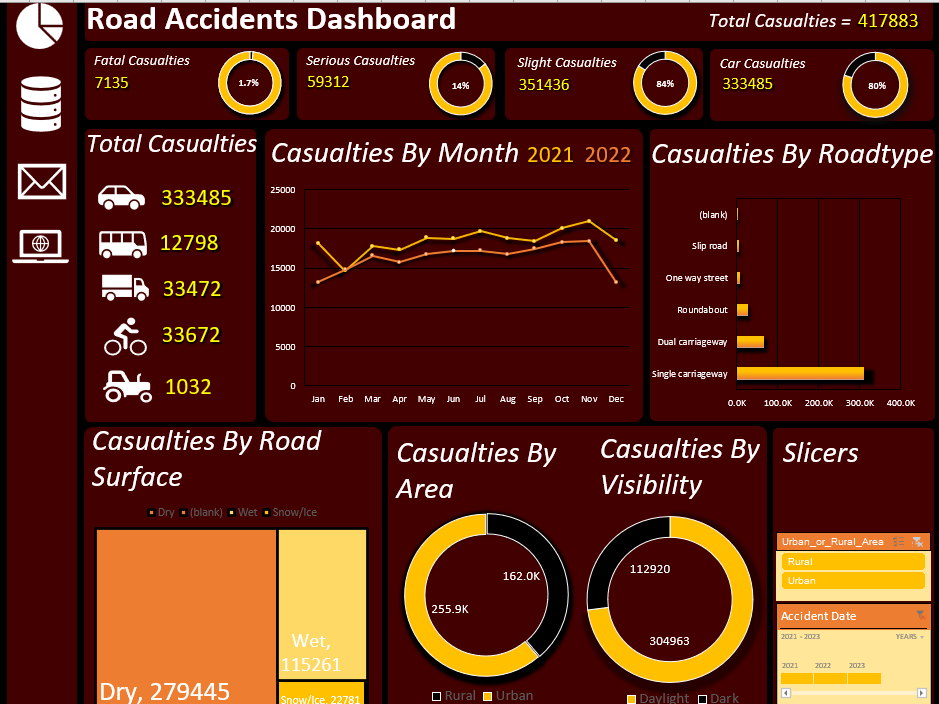 Road Accidents Dashboard
Total Casualties = 417883
Fatal Casualties
7135
1.7%
Serious Casualties
59312
14%
Slight Casualties
351436
84%
Car Casualties
333485
80%
Total Casualties
333485
12798
33472
33672
1032
Casualties By Month 2021 2022
25000
20000
15000
10000
5000
0
Jan Feb Mar Apr May Jun Jul Aug Sep Oct Nov Dec
Casualties By Roadtype
(blank)
Slip road
One way street
Roundabout
Dual carriageway
Single carriageway
0.0K 100.0K 200.0K 300.0K 400.0K
Casualties By Road
Surface
Dry (blank) Wet Snow/Ice
Dry, 279445
Wet,
115261
Snow/Ice, 22781
Casualties By
Area
162.0K
255.9K
Rural Urban
Casualties By
Visibility
112920
304963
Daylight Dark
Slicers
Urban_or_Rural_Area
Rural
Urban
Accident Date
2021 - 2023 YEARS
2021 2022 2023